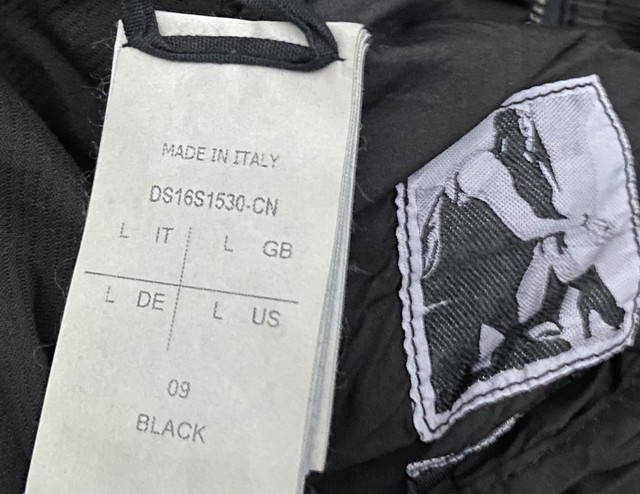 MADE IN ITALY
DS16S1530-CN
L IT L GB
L DE L US
09
BLACK